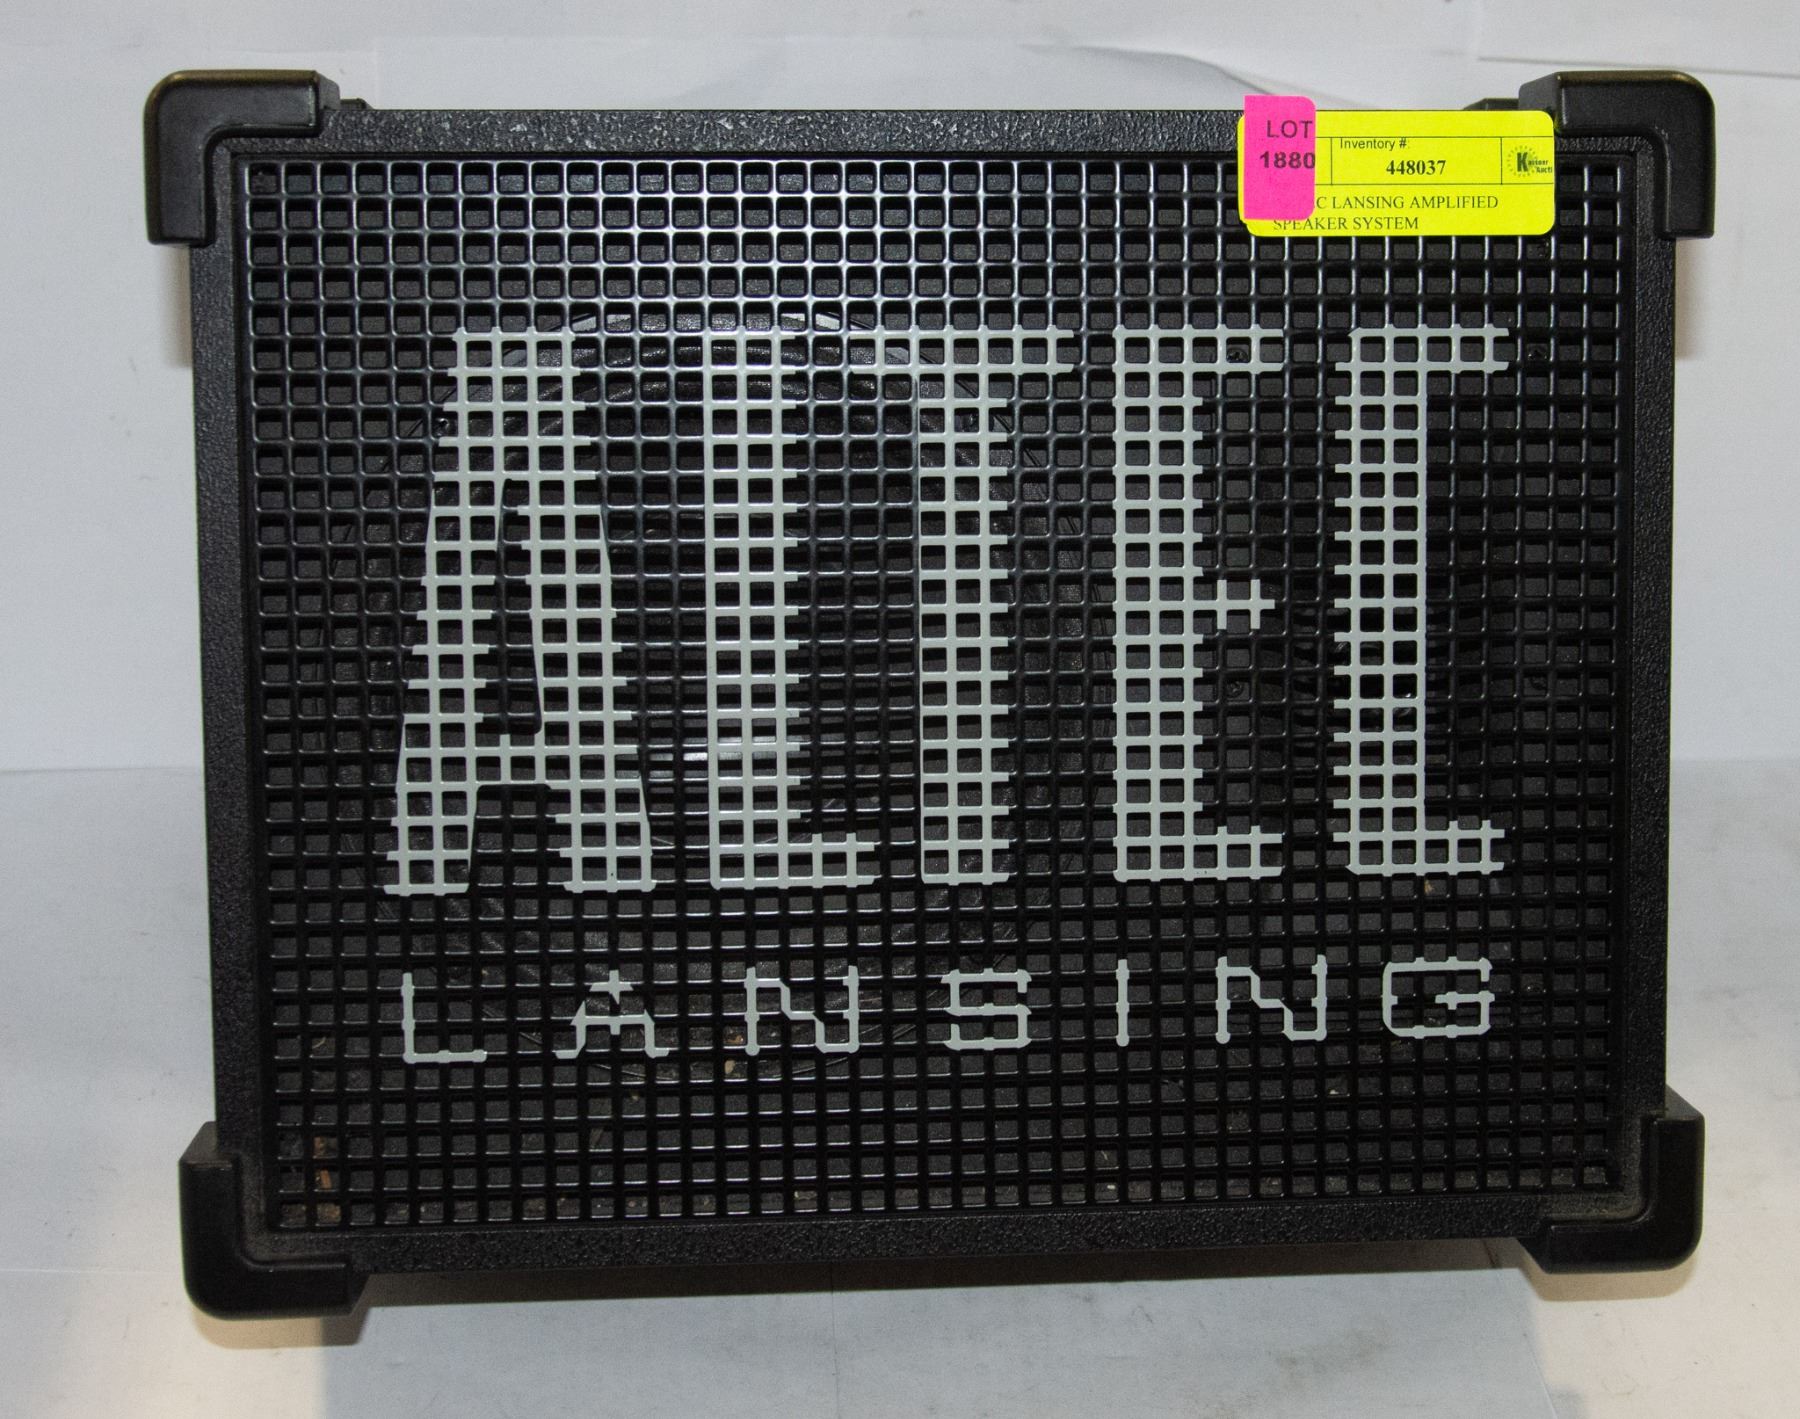 LOT
1880
Inventory #:
448037
C LANSING AMPLIFIED
SPEAKER SYSTEM
ALTEC
LANSING